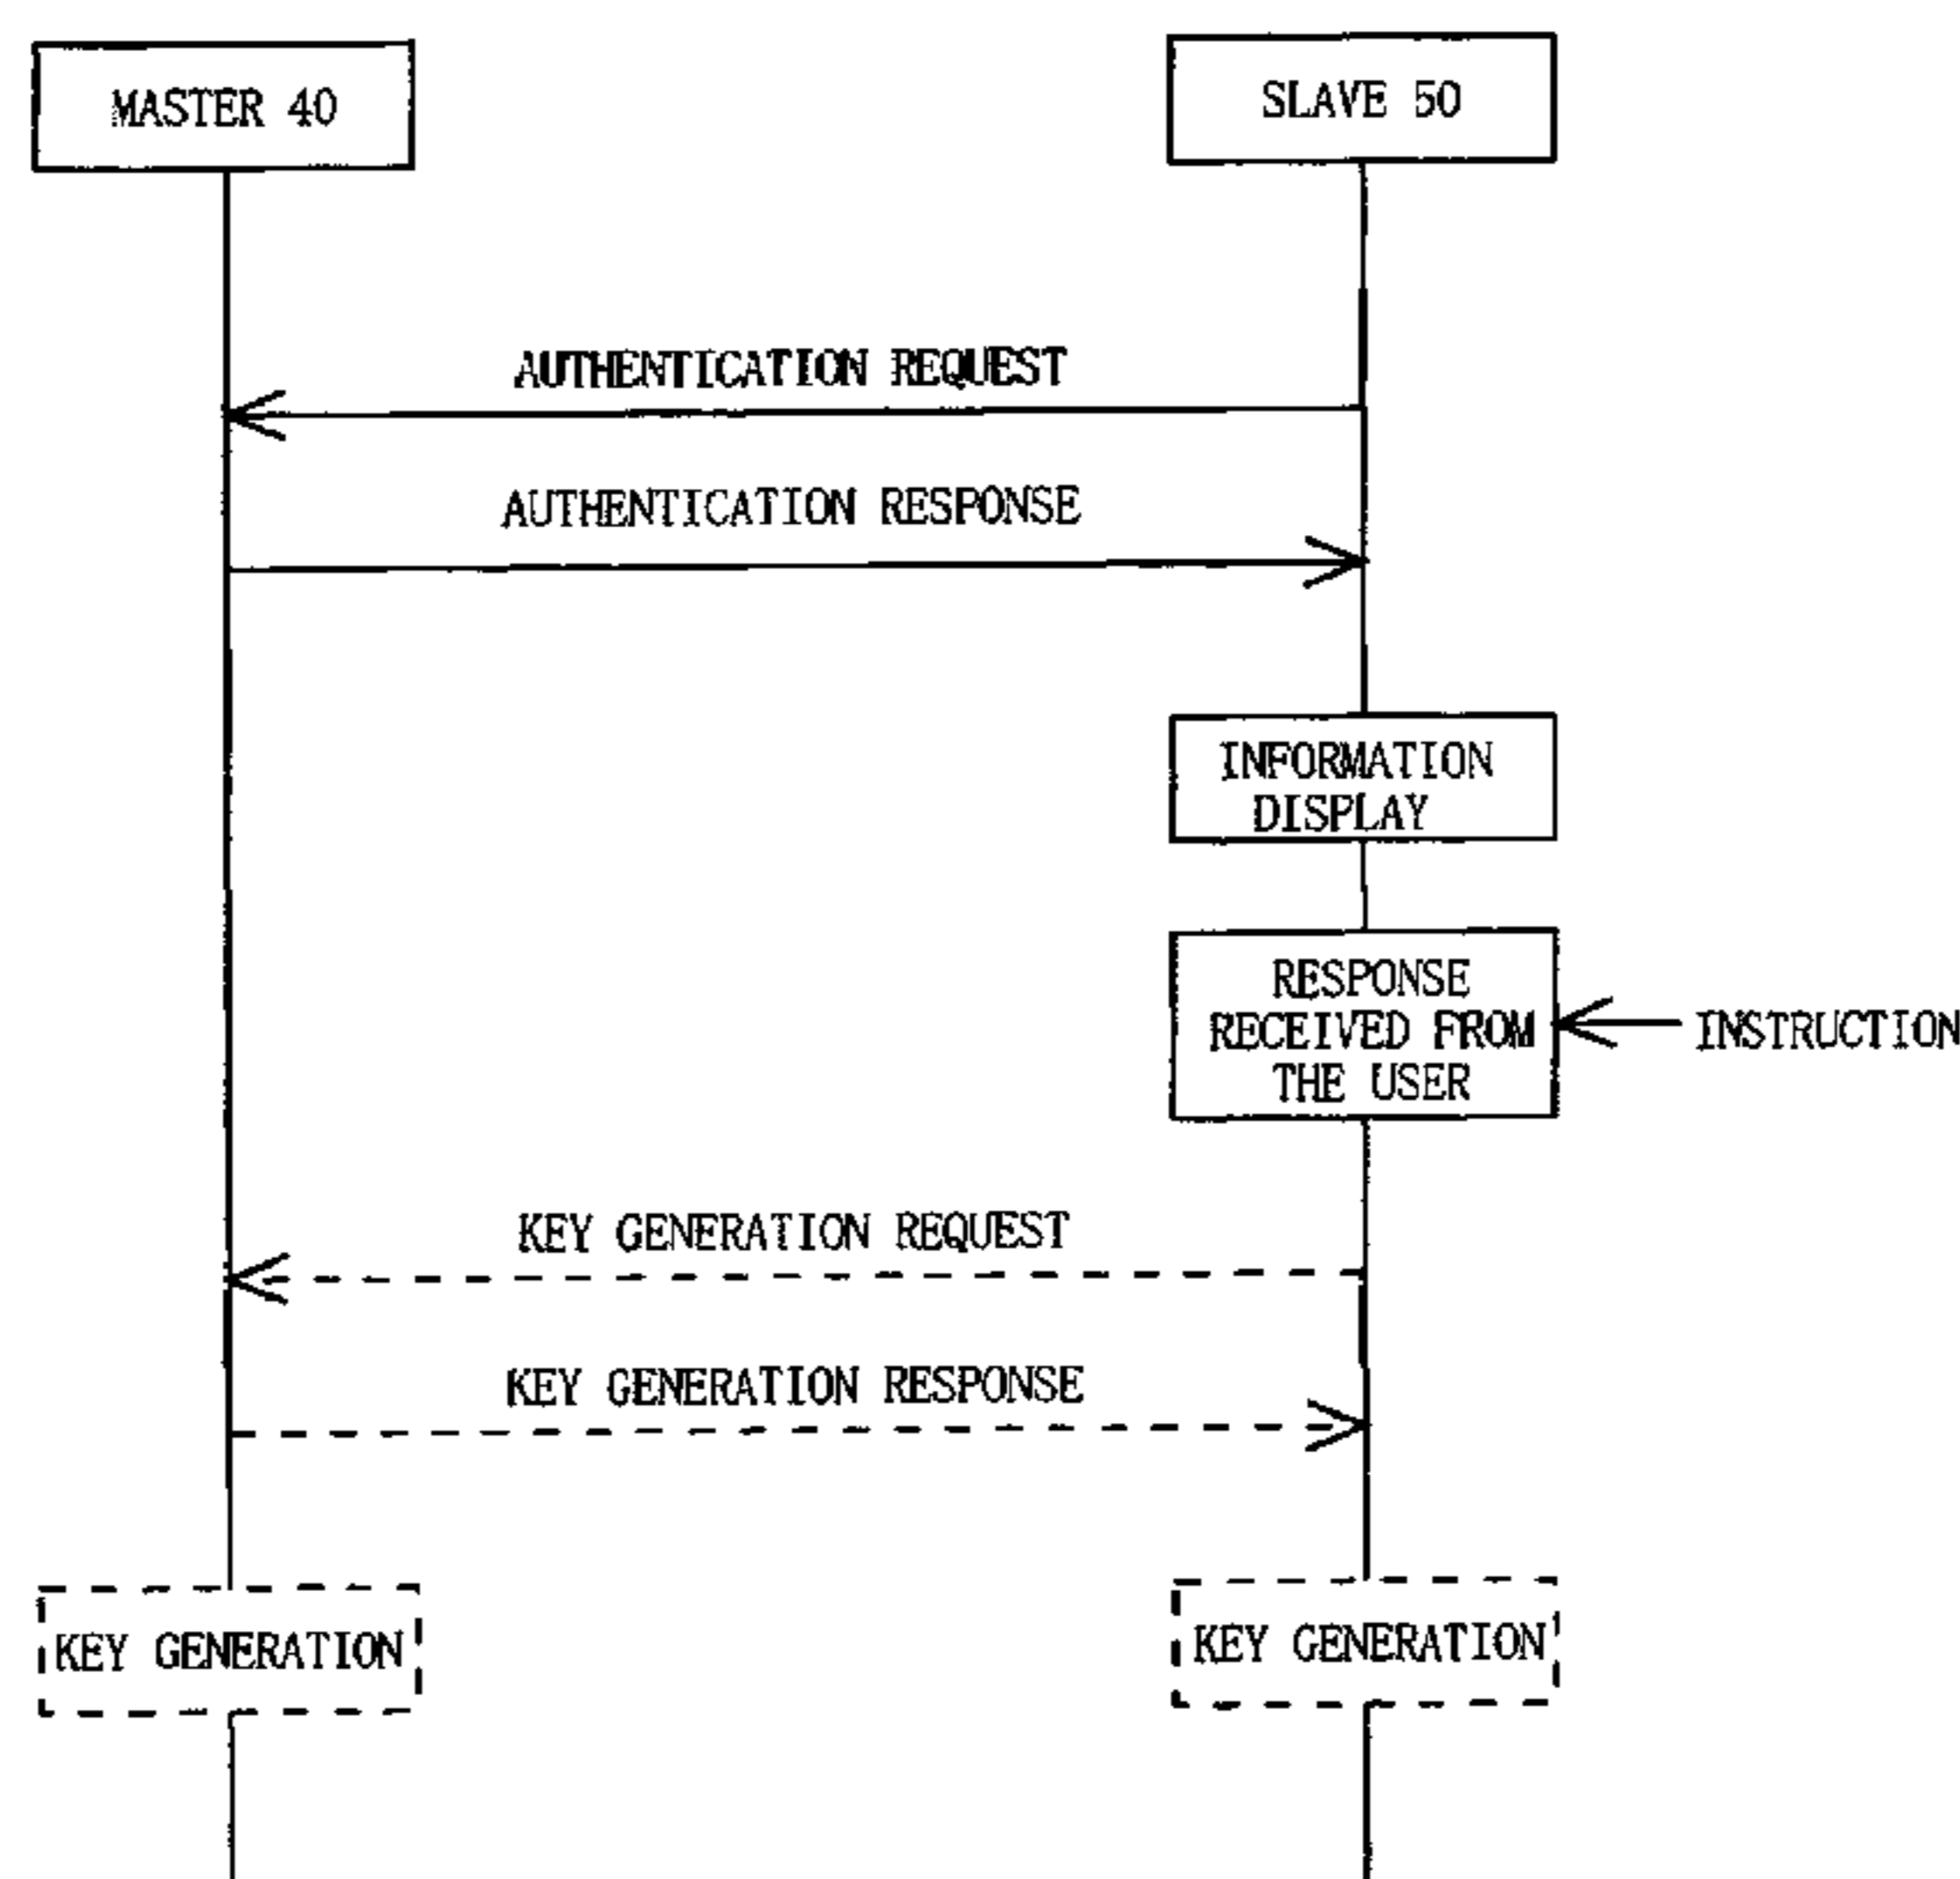 MASTER 40
SLAVE 50
AUTHENTICATION REQUEST
AUTHENTICATION RESPONSE
INFORMATION
DISPLAY
RESPONSE
RECEIVED FROM
THE USER
INSTRUCTION
KEY GENERATION REQUEST
KEY GENERATION RESPONSE
KEY GENERATION
KEY GENERATION